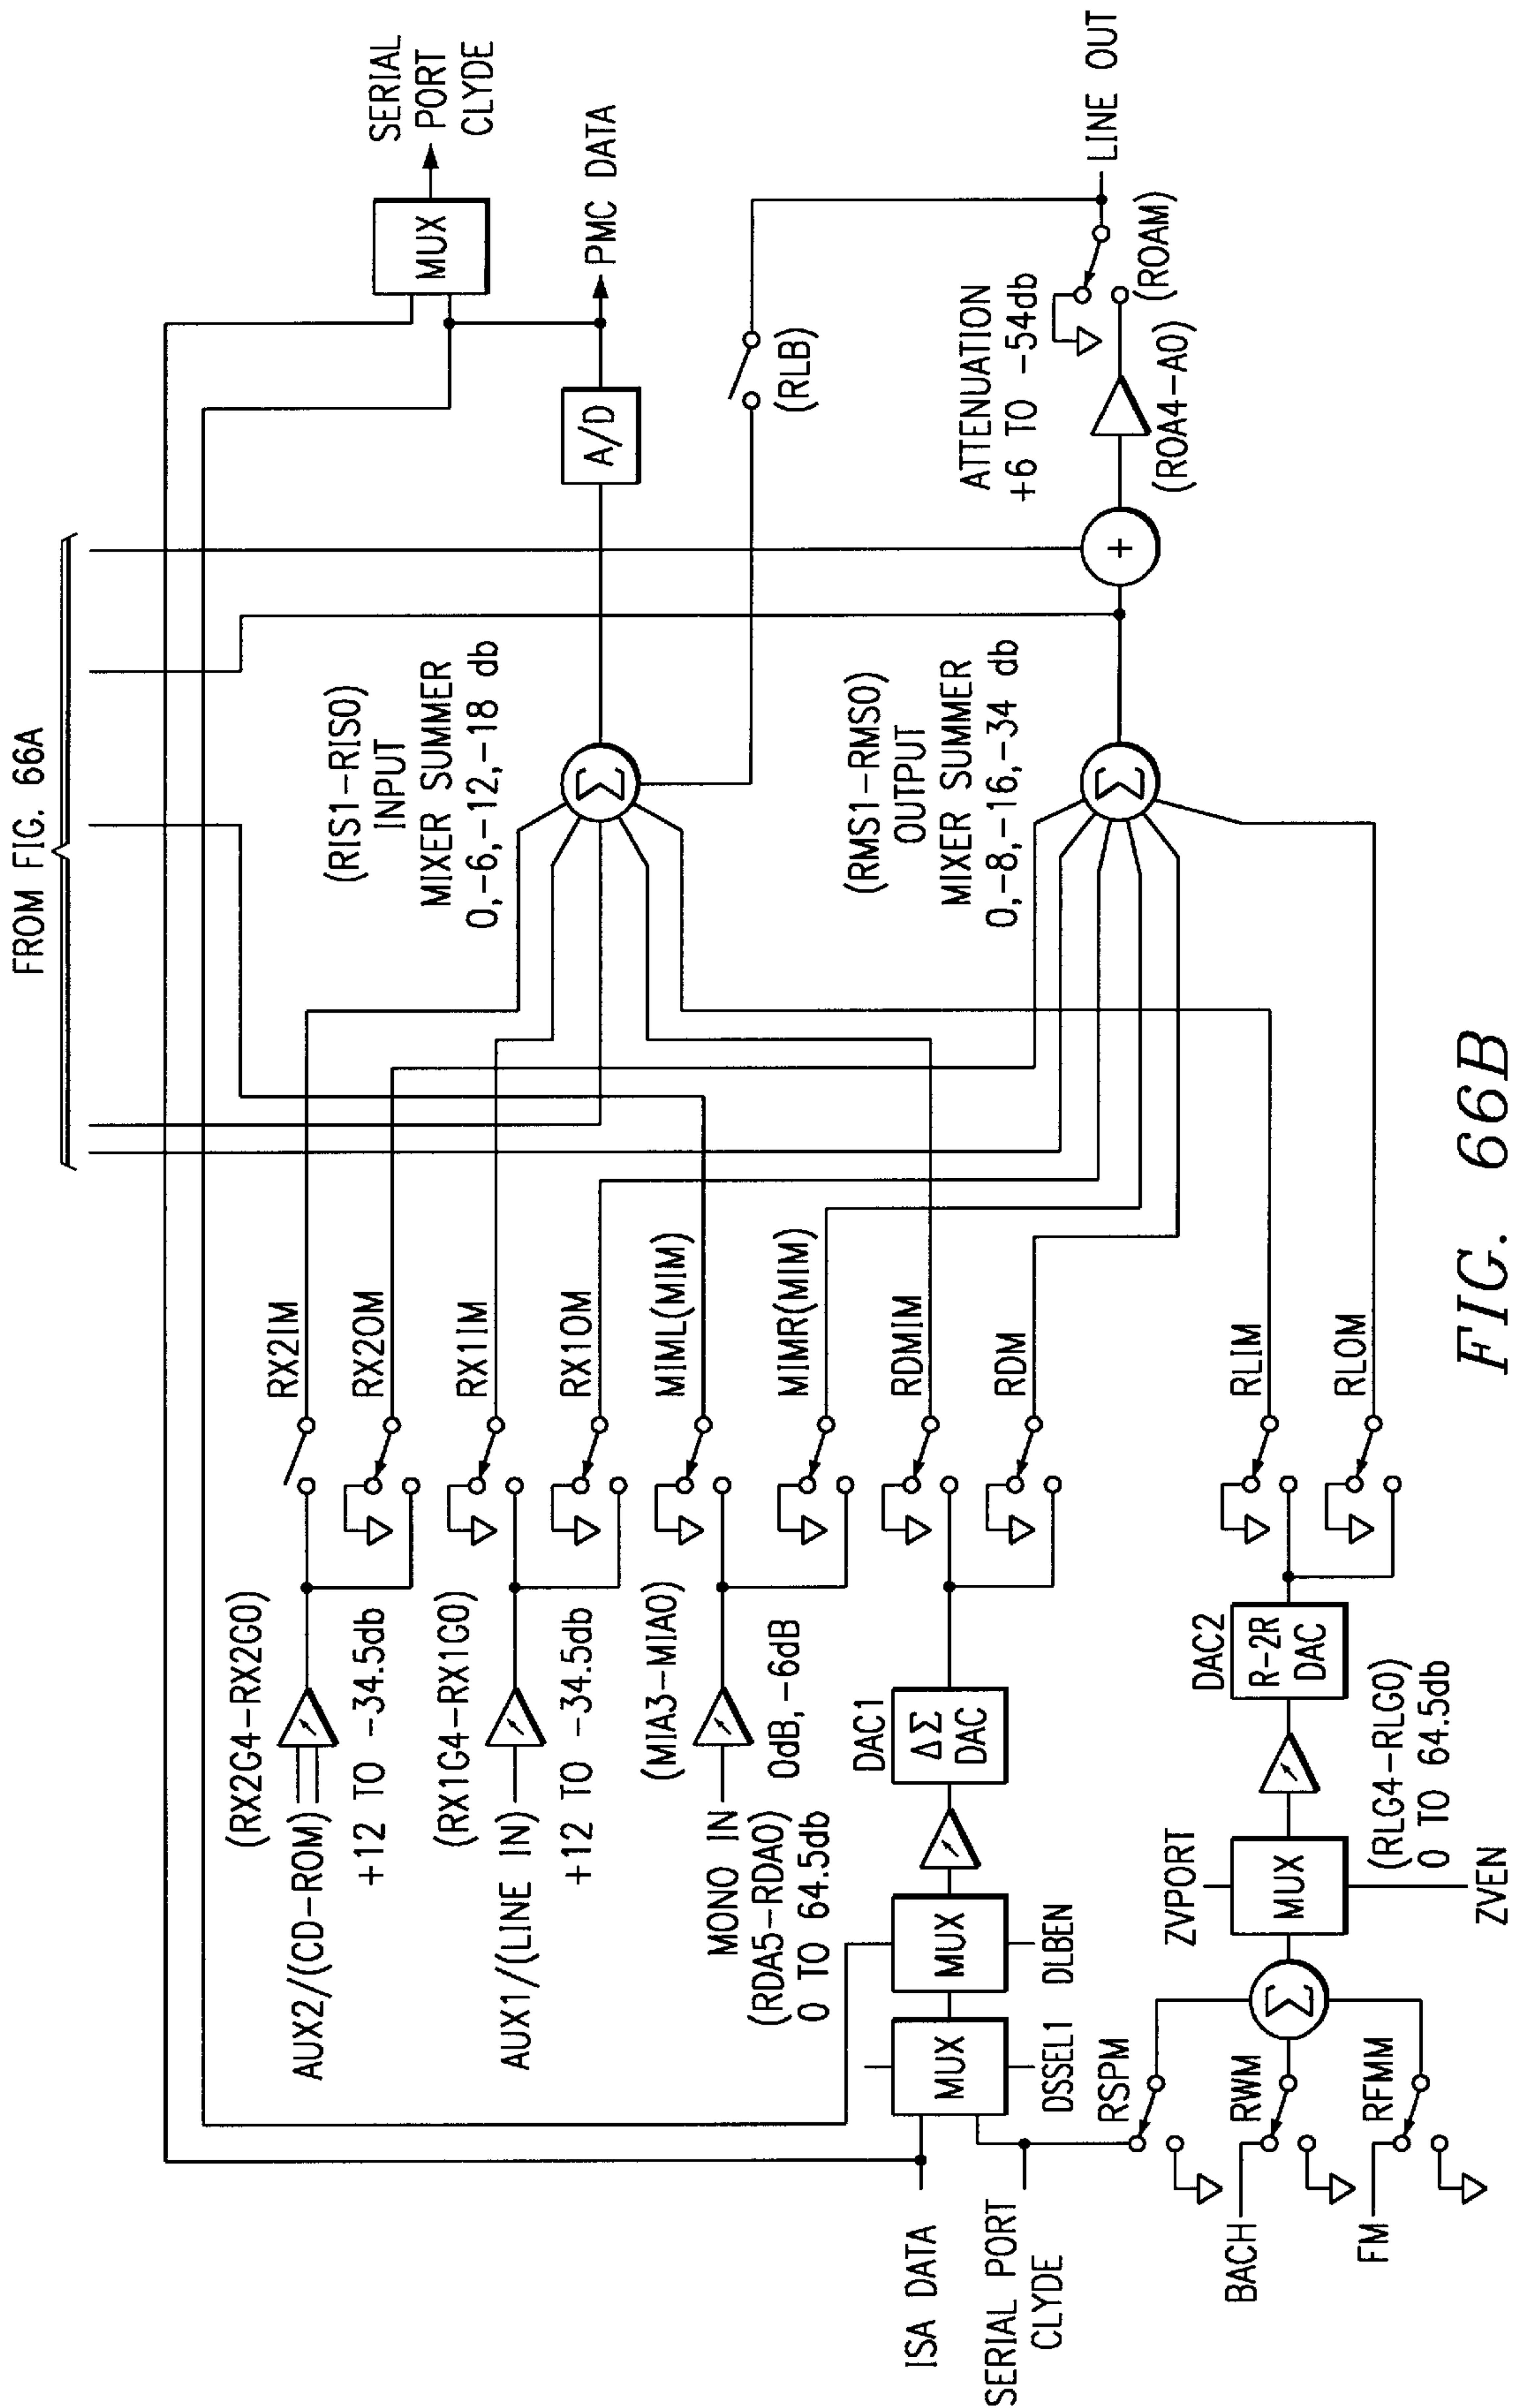 FROM FIG. 66A
SERIAL
PORT
CLYDE
MUX
PMC DATA
A/D
(RLB)
LINE OUT
ATTENUATION
+6 TO -54db
(ROAM)
(ROA4-A0)
+
(RIS1-RIS0)
INPUT
MIXER SUMMER
0,-6,-12,-18 db
Σ
(RMS1-RMS0)
OUTPUT
MIXER SUMMER
0,-8,-16,-34 db
Σ
RX2IM
RX2OM
RX1IM
RX1OM
MIML(MIM)
MIMR(MIM)
RDMIM
RDM
RLIM
RLOM
(RX2G4-RX2G0)
AUX2/(CD-ROM)
+12 TO -34.5db
(RX1G4-RX1G0)
AUX1/(LINE IN)
+12 TO -34.5db
(MIA3-MIA0)
MONO IN
0dB,-6dB
(RDA5-RDA0)
0 TO 64.5db
DAC1
ΔΣ
DAC
MUX
DLBEN
MUX
DSSEL1
ISA DATA
SERIAL PORT
CLYDE
RSPM
BACH
RWM
FM
RFMM
Σ
ZVPORT
MUX
ZVEN
(RLG4-RLG0)
0 TO 64.5db
DAC2
R-2R
DAC
FIG. 66B